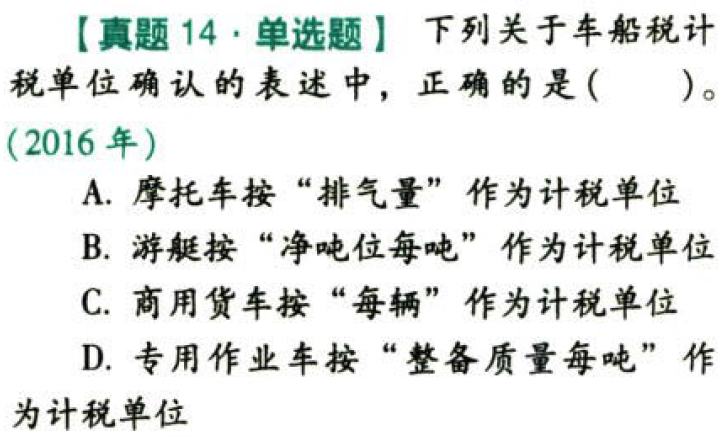 【真题 14·单选题】 下列关于车船税计
税单位确认的表述中，正确的是(  )。
(2016 年)
A. 摩托车按“排气量”作为计税单位
B. 游艇按“净吨位每吨”作为计税单位
C. 商用货车按“每辆”作为计税单位
D. 专用作业车按“整备质量每吨”作
为计税单位